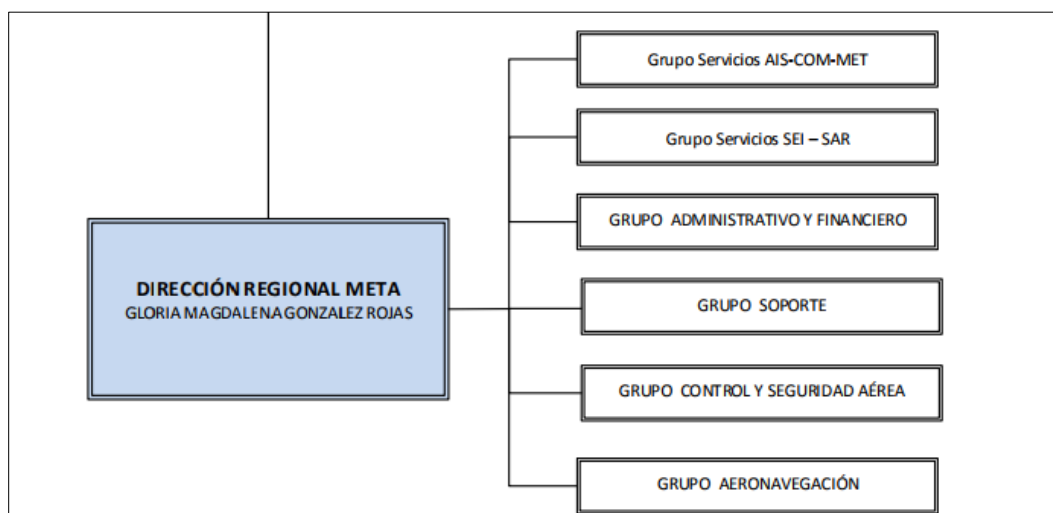 Grupo Servicios AIS-COM-MET
Grupo Servicios SEI – SAR
GRUPO ADMINISTRATIVO Y FINANCIERO
DIRECCIÓN REGIONAL META
GLORIA MAGDALENA GONZALEZ ROJAS
GRUPO SOPORTE
GRUPO CONTROL Y SEGURIDAD AÉREA
GRUPO AERONAVEGACIÓN